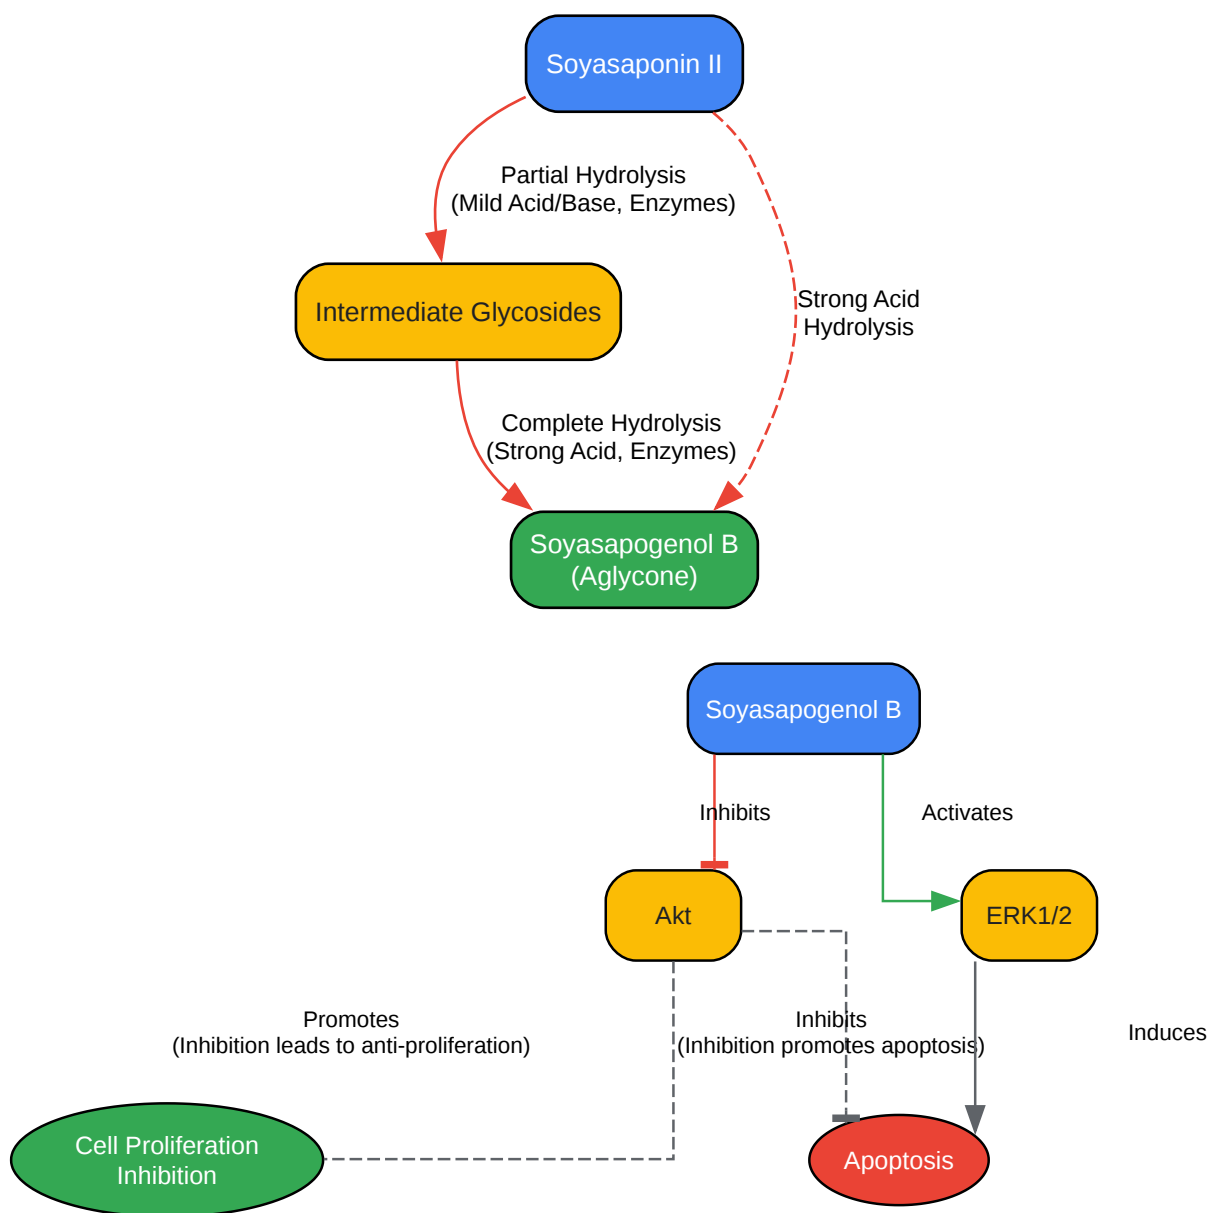 Soyasaponin II
Partial Hydrolysis
(Mild Acid/Base, Enzymes)
Strong Acid
Hydrolysis
Intermediate Glycosides
Complete Hydrolysis
(Strong Acid, Enzymes)
Soyasapogenol B
(Aglycone)
Soyasapogenol B
Inhibits
Activates
Akt
ERK1/2
Promotes
(Inhibition leads to anti-proliferation)
Inhibits
(Inhibition promotes apoptosis)
Induces
Cell Proliferation
Inhibition
Apoptosis